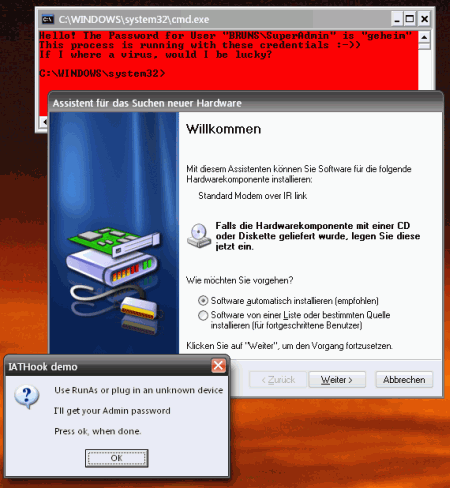 C:\WINDOWS\system32\cmd.exe
Hello! The Password for User "BRUNS\SuperAdmin" is "geheim"
This process is running with these credentials :-))
If I where a virus, would I be lucky?
C:\WINDOWS\system32>
Assistent für das Suchen neuer Hardware
Willkommen
Mit diesem Assistenten können Sie Software für die folgende
Hardwarekomponente installieren:
Standard Modem over IR link
Falls die Hardwarekomponente mit einer CD
oder Diskette geliefert wurde, legen Sie diese
jetzt ein.
Wie möchten Sie vorgehen?
Software automatisch installieren (empfohlen)
Software von einer Liste oder bestimmten Quelle
installieren (für fortgeschrittene Benutzer)
Klicken Sie auf "Weiter", um den Vorgang fortzusetzen.
< Zurück
Weiter >
Abbrechen
IATHook demo
Use RunAs or plug in an unknown device
I'll get your Admin password
Press ok, when done.
OK